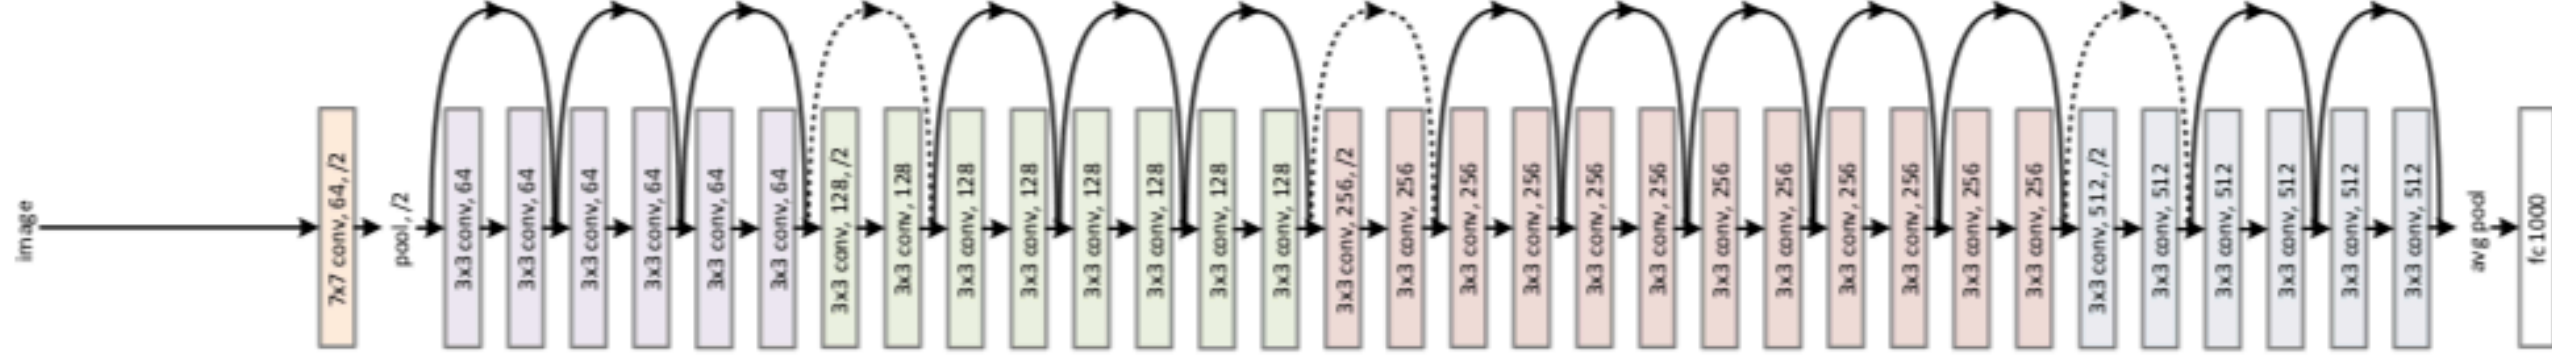 image
7x7 conv, 64, /2
pool, /2
3x3 conv, 64
3x3 conv, 64
3x3 conv, 64
3x3 conv, 64
3x3 conv, 64
3x3 conv, 64
3x3 conv, 128, /2
3x3 conv, 128
3x3 conv, 128
3x3 conv, 128
3x3 conv, 128
3x3 conv, 128
3x3 conv, 128
3x3 conv, 128
3x3 conv, 256, /2
3x3 conv, 256
3x3 conv, 256
3x3 conv, 256
3x3 conv, 256
3x3 conv, 256
3x3 conv, 256
3x3 conv, 256
3x3 conv, 256
3x3 conv, 256
3x3 conv, 256
3x3 conv, 256
3x3 conv, 512, /2
3x3 conv, 512
3x3 conv, 512
3x3 conv, 512
3x3 conv, 512
3x3 conv, 512
avg pool
fc 1000